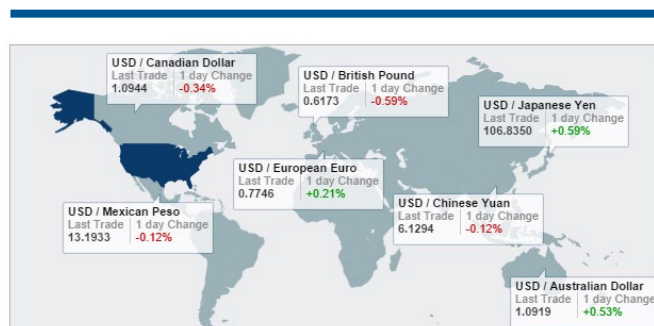 USD / Canadian Dollar
Last Trade 1 day Change
1.0944 -0.34%
USD / British Pound
Last Trade 1 day Change
0.6173 -0.59%
USD / Japanese Yen
Last Trade 1 day Change
106.8350 +0.59%
USD / European Euro
Last Trade 1 day Change
0.7746 +0.21%
USD / Chinese Yuan
Last Trade 1 day Change
6.1294 -0.12%
USD / Mexican Peso
Last Trade 1 day Change
13.1933 -0.12%
USD / Australian Dollar
Last Trade 1 day Change
1.0919 +0.53%